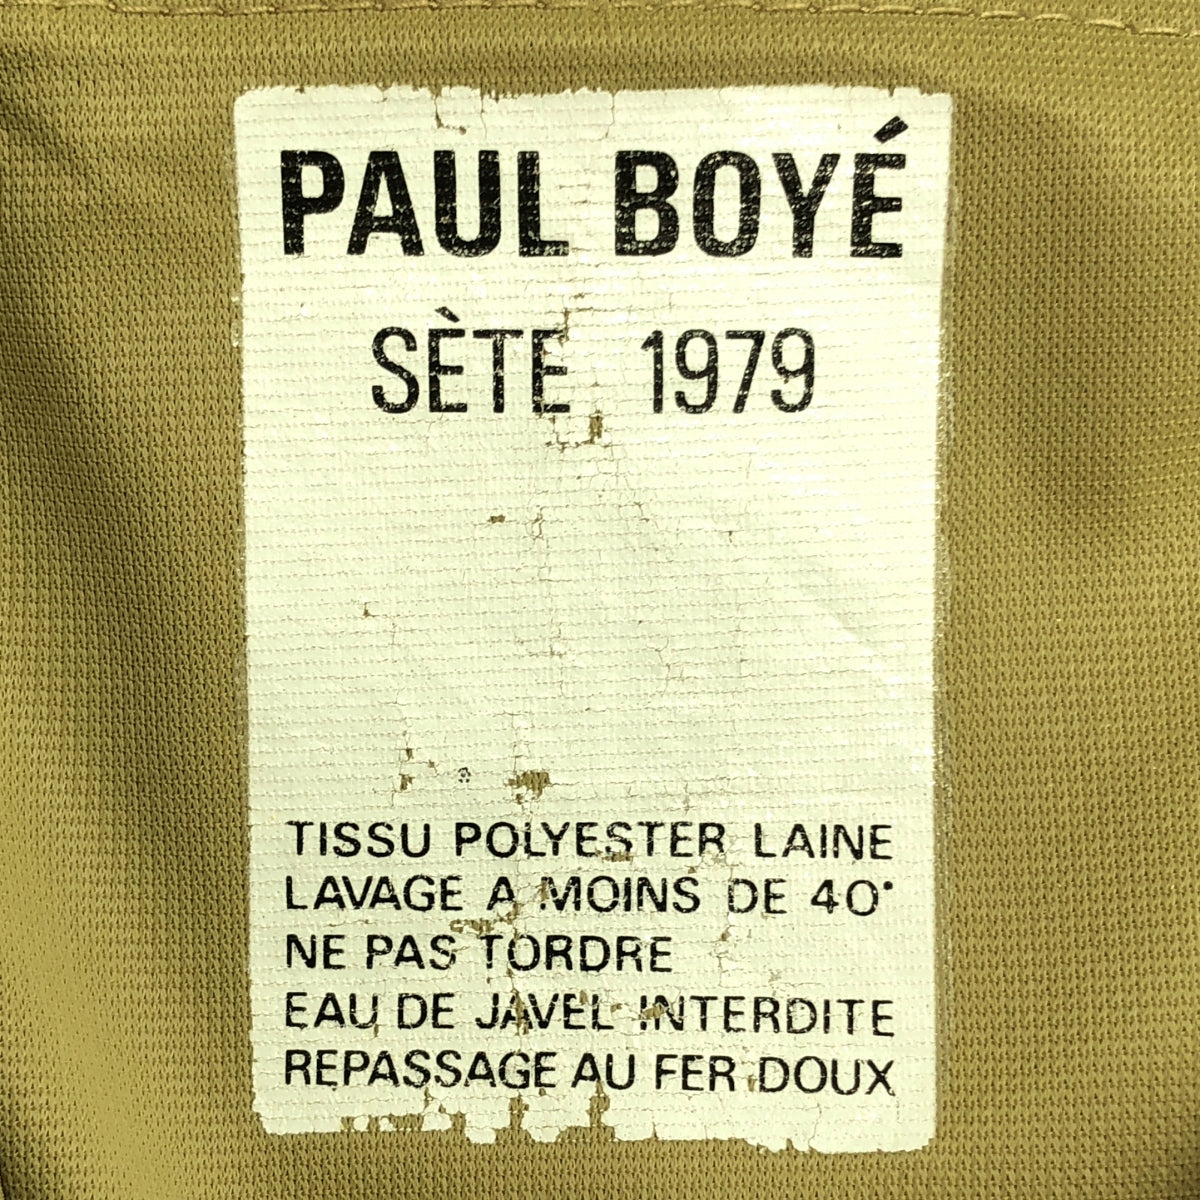 PAUL BOYÉ
SÈTE 1979
TISSU POLYESTER LAINE
LAVAGE A MOINS DE 40°
NE PAS TORDRE
EAU DE JAVEL INTERDITE
REPASSAGE AU FER DOUX